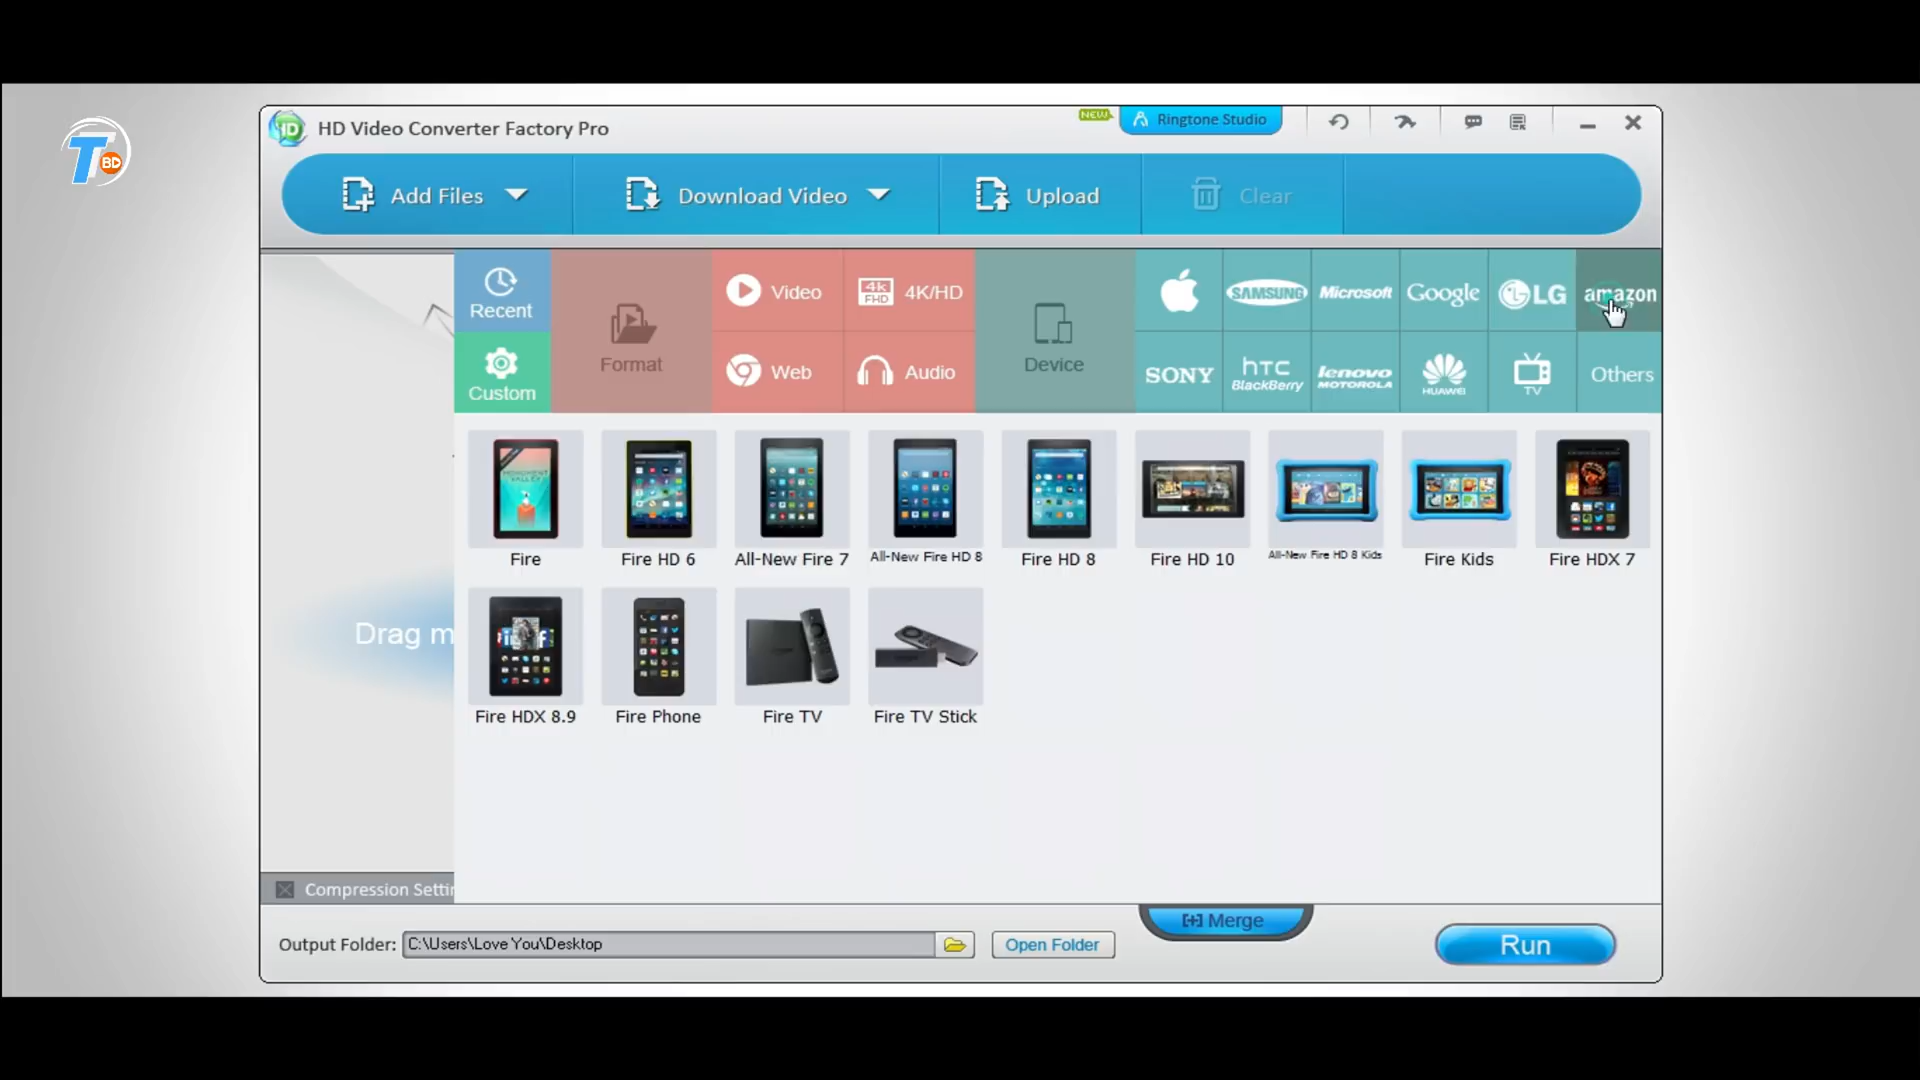 T BD
HD Video Converter Factory Pro
NEW
Ringtone Studio
Add Files
Download Video
Upload
Clear
Recent
Custom
Format
Video
4K FHD
4K/HD
Web
Audio
Device
SAMSUNG
Microsoft
Google
LG
amazon
SONY
hTC BlackBerry
lenovo MOTOROLA
HUAWEI
TV
Others
Fire
Fire HD 6
All-New Fire 7
All-New Fire HD 8
Fire HD 8
Fire HD 10
All-New Fire HD 8 Kids
Fire Kids
Fire HDX 7
Drag m
Fire HDX 8.9
Fire Phone
Fire TV
Fire TV Stick
Compression Settin
Merge
Output Folder:
C:\Users\Love You\Desktop
Open Folder
Run